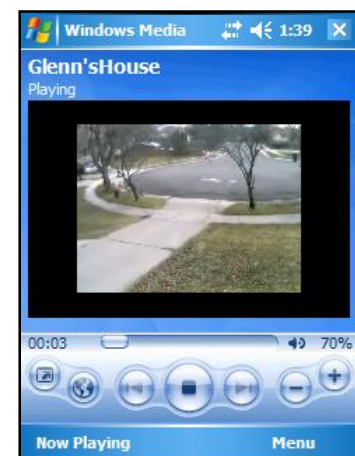 Windows Media 1:39
Glenn'sHouse
Playing
00:03 70%
Now Playing Menu